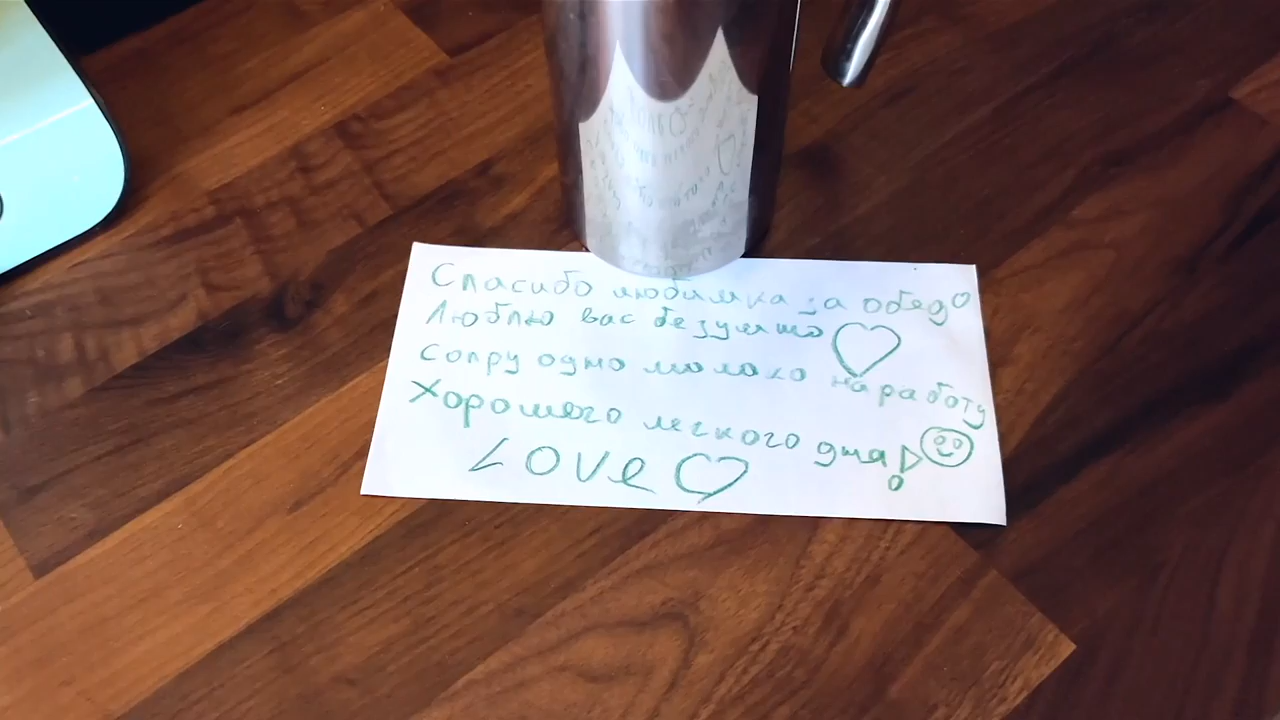 Спасибо любимка за обед
Люблю вас безумно
Сопру одно молоко на работу
Хорошего легкого дня!
LOVe